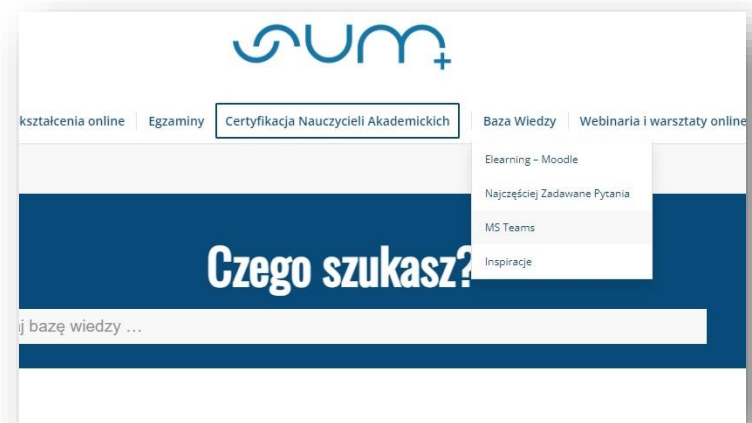 sum+
kształcenia online Egzaminy Certyfikacja Nauczycieli Akademickich Baza Wiedzy Webinaria i warsztaty online
Elearning – Moodle
Najczęściej Zadawane Pytania
MS Teams
Inspiracje
Czego szukasz?
j bazę wiedzy ...